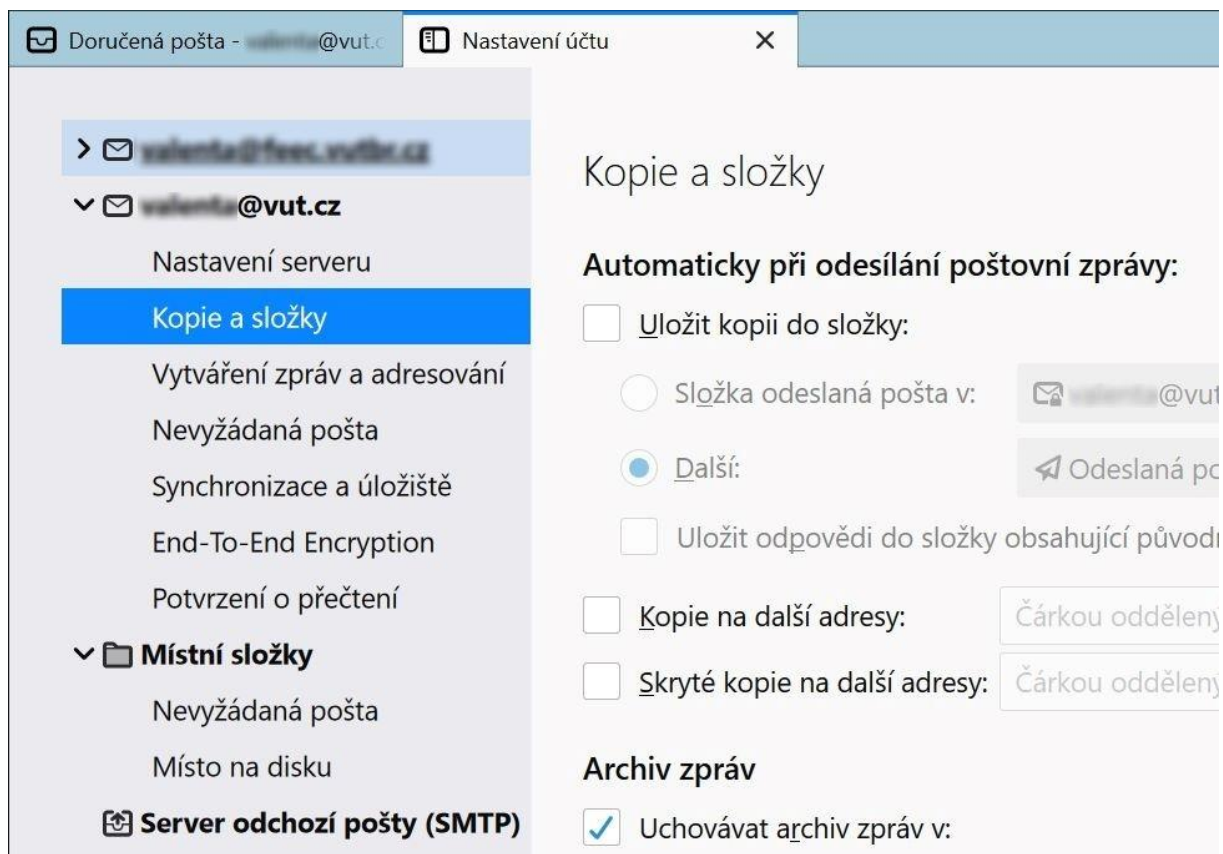 Doručená pošta - @vut.c
Nastavení účtu
@vut.cz
Nastavení serveru
Kopie a složky
Vytváření zpráv a adresování
Nevyžádaná pošta
Synchronizace a úložiště
End-To-End Encryption
Potvrzení o přečtení
Místní složky
Nevyžádaná pošta
Místo na disku
Server odchozí pošty (SMTP)
Kopie a složky
Automaticky při odesílání poštovní zprávy:
Uložit kopii do složky:
Složka odeslaná pošta v: @vut
Další: Odeslaná po
Uložit odpovědi do složky obsahující původn
Kopie na další adresy: Čárkou oddělený
Skryté kopie na další adresy: Čárkou oddělený
Archiv zpráv
Uchovávat archiv zpráv v: